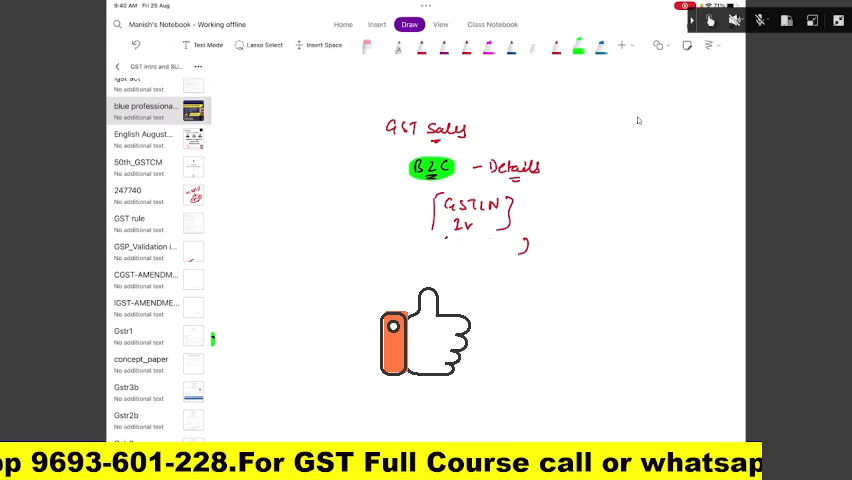 9:40 AM Fri 25 Aug
71%
Manish's Notebook - Working offline
Home Insert Draw View Class Notebook
Text Mode Lasso Select Insert Space
GST intro and SU...
igst act
No additional text
blue professiona...
No additional text
English August...
No additional text
50th_GSTCM
No additional text
247740
No additional text
GST rule
No additional text
GSP_Validation i...
No additional text
CGST-AMENDM...
No additional text
IGST-AMENDME...
No additional text
Gstr1
No additional text
concept_paper
No additional text
Gstr3b
No additional text
Gstr2b
No additional text
GST Sales
B2C - Details
GSTIN
pp 9693-601-228.For GST Full Course call or whatsap